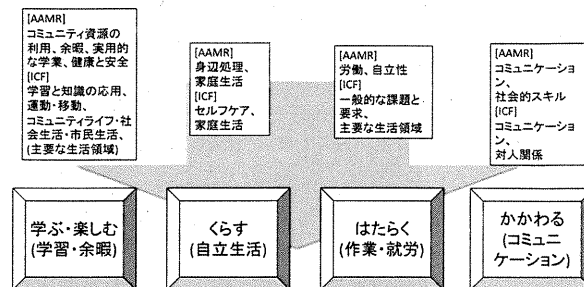 [AAMR]
コミュニティ資源の
利用、余暇、実用的
な学業、健康と安全
[ICF]
学習と知識の応用、
運動・移動、
コミュニティライフ・社
会生活・市民生活、
(主要な生活領域)
[AAMR]
身辺処理、
家庭生活
[ICF]
セルフケア、
家庭生活
[AAMR]
労働、自立性
[ICF]
一般的な課題と
要求、
主要な生活領域
[AAMR]
コミュニケーショ
ン、
社会的スキル
[ICF]
コミュニケーショ
ン、
対人関係
学ぶ・楽しむ
(学習・余暇)
くらす
(自立生活)
はたらく
(作業・就労)
かかわる
(コミュニ
ケーション)